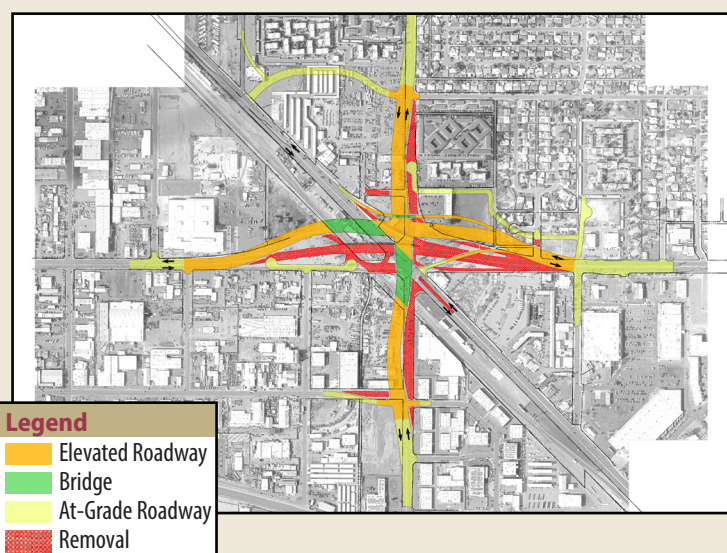 Legend
Elevated Roadway
Bridge
At-Grade Roadway
Removal